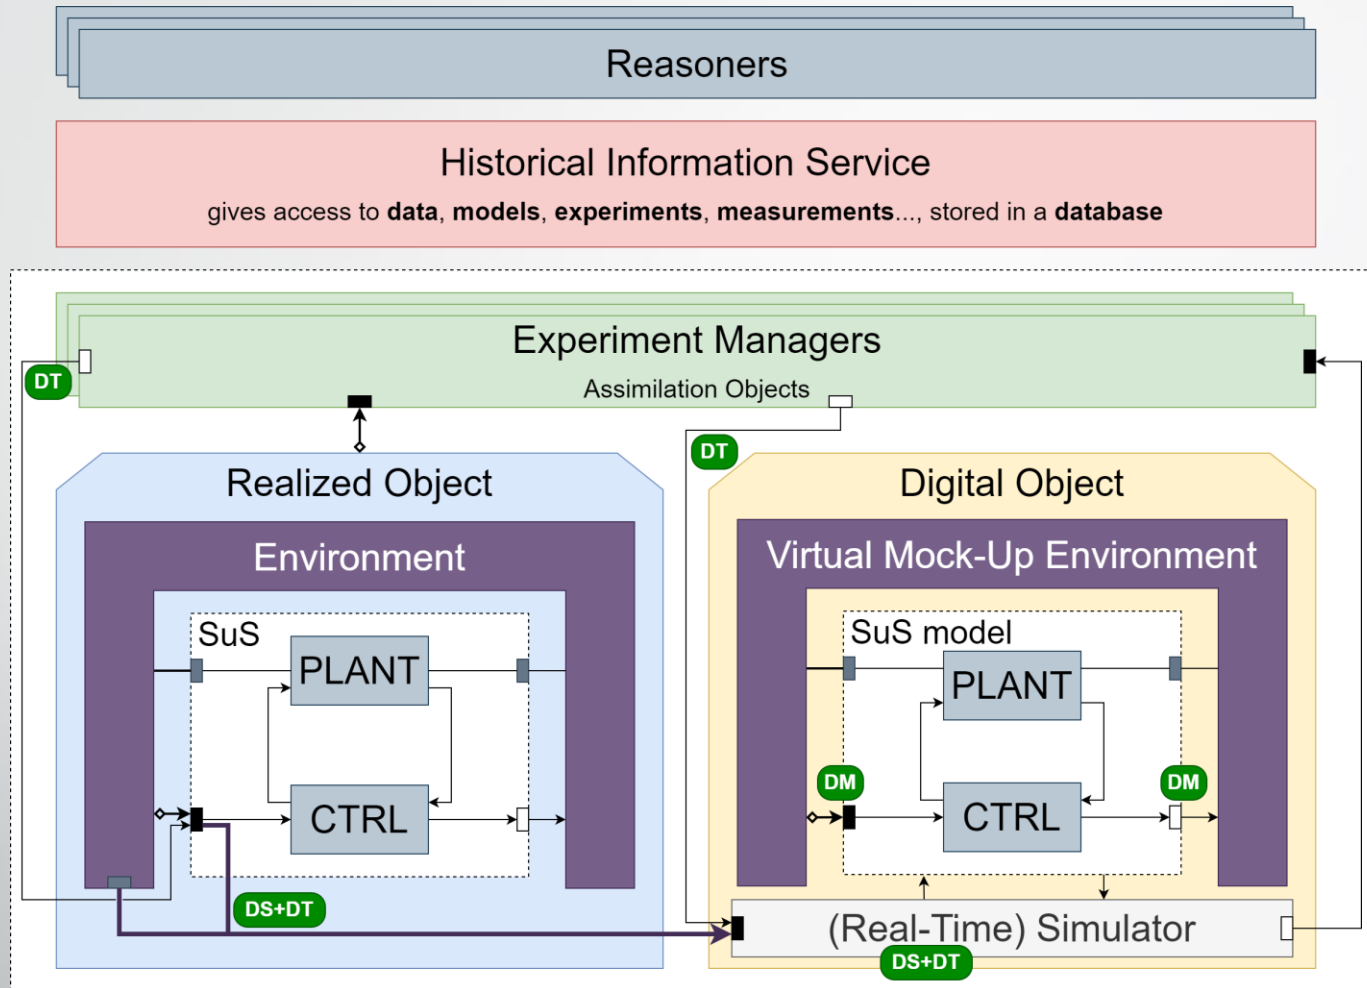 Reasoners
Historical Information Service
gives access to data, models, experiments, measurements..., stored in a database
Experiment Managers
DT
Assimilation Objects
DT
Realized Object
Digital Object
Environment
Virtual Mock-Up Environment
SuS
SuS model
PLANT
PLANT
DM
DM
CTRL
CTRL
DS+DT
(Real-Time) Simulator
DS+DT